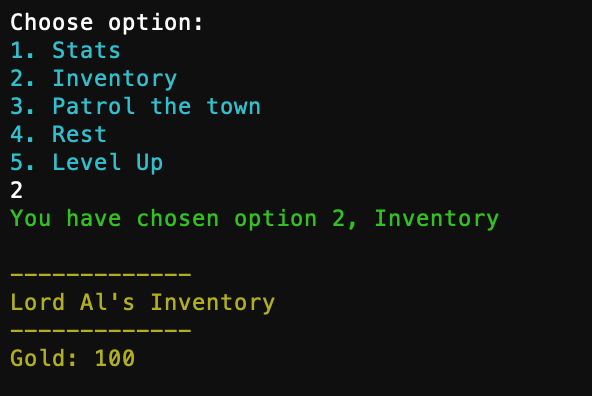 Choose option:
1. Stats
2. Inventory
3. Patrol the town
4. Rest
5. Level Up
2
You have chosen option 2, Inventory
-------------
Lord Al's Inventory
-------------
Gold: 100